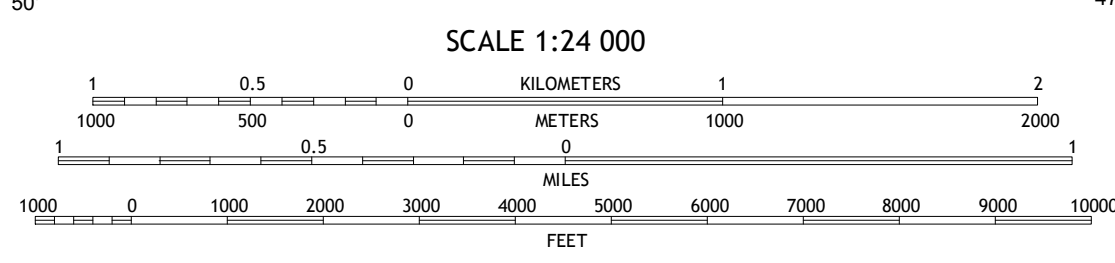 50
47
SCALE 1:24 000
1 0.5 0 KILOMETERS 1 2
1000 500 0 METERS 1000 2000
1 0.5 0 1
MILES
1000 0 1000 2000 3000 4000 5000 6000 7000 8000 9000 10000
FEET